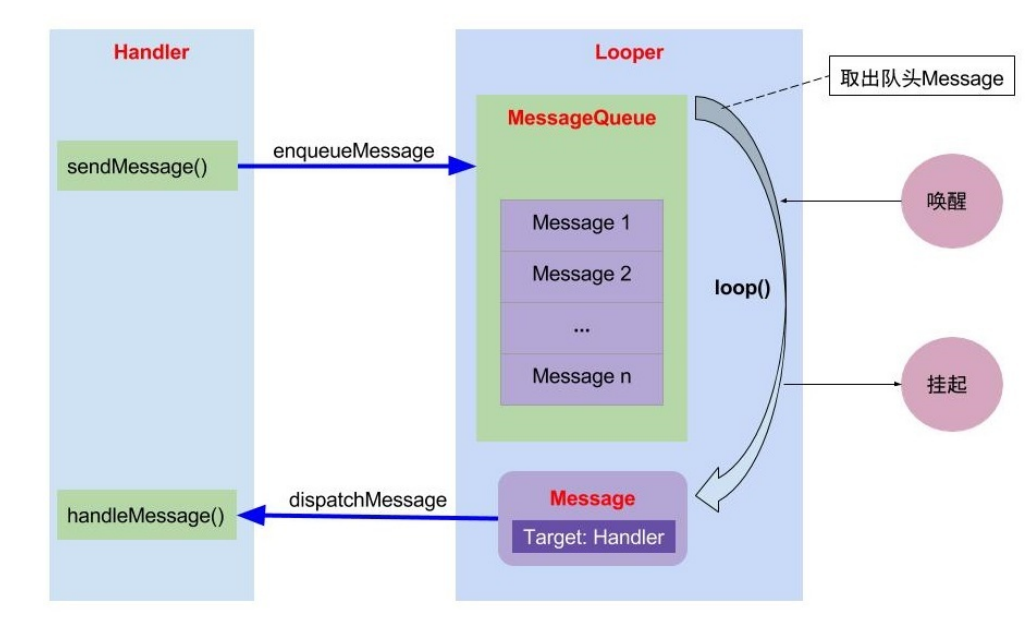 Handler
Looper
取出队头Message
MessageQueue
enqueueMessage
sendMessage()
唤醒
Message 1
Message 2
...
Message n
loop()
挂起
dispatchMessage
handleMessage()
Message
Target: Handler